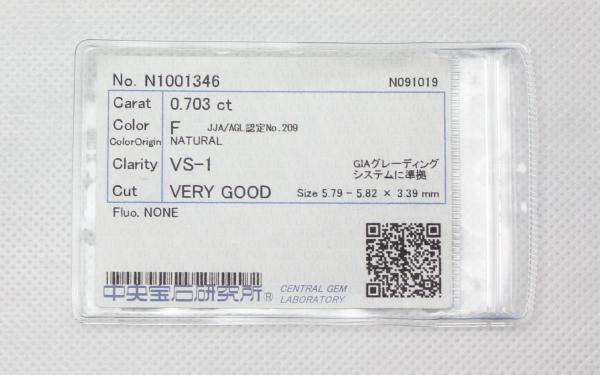 No. N1001346 N091019
Carat 0.703 ct
Color F JJA/AGL認定No.209
ColorOrigin NATURAL
Clarity VS-1 GIAグレーディング
システムに準拠
Cut VERY GOOD Size 5.79 - 5.82 × 3.39 mm
Fluo. NONE
中央宝石研究所® CENTRAL GEM
LABORATORY